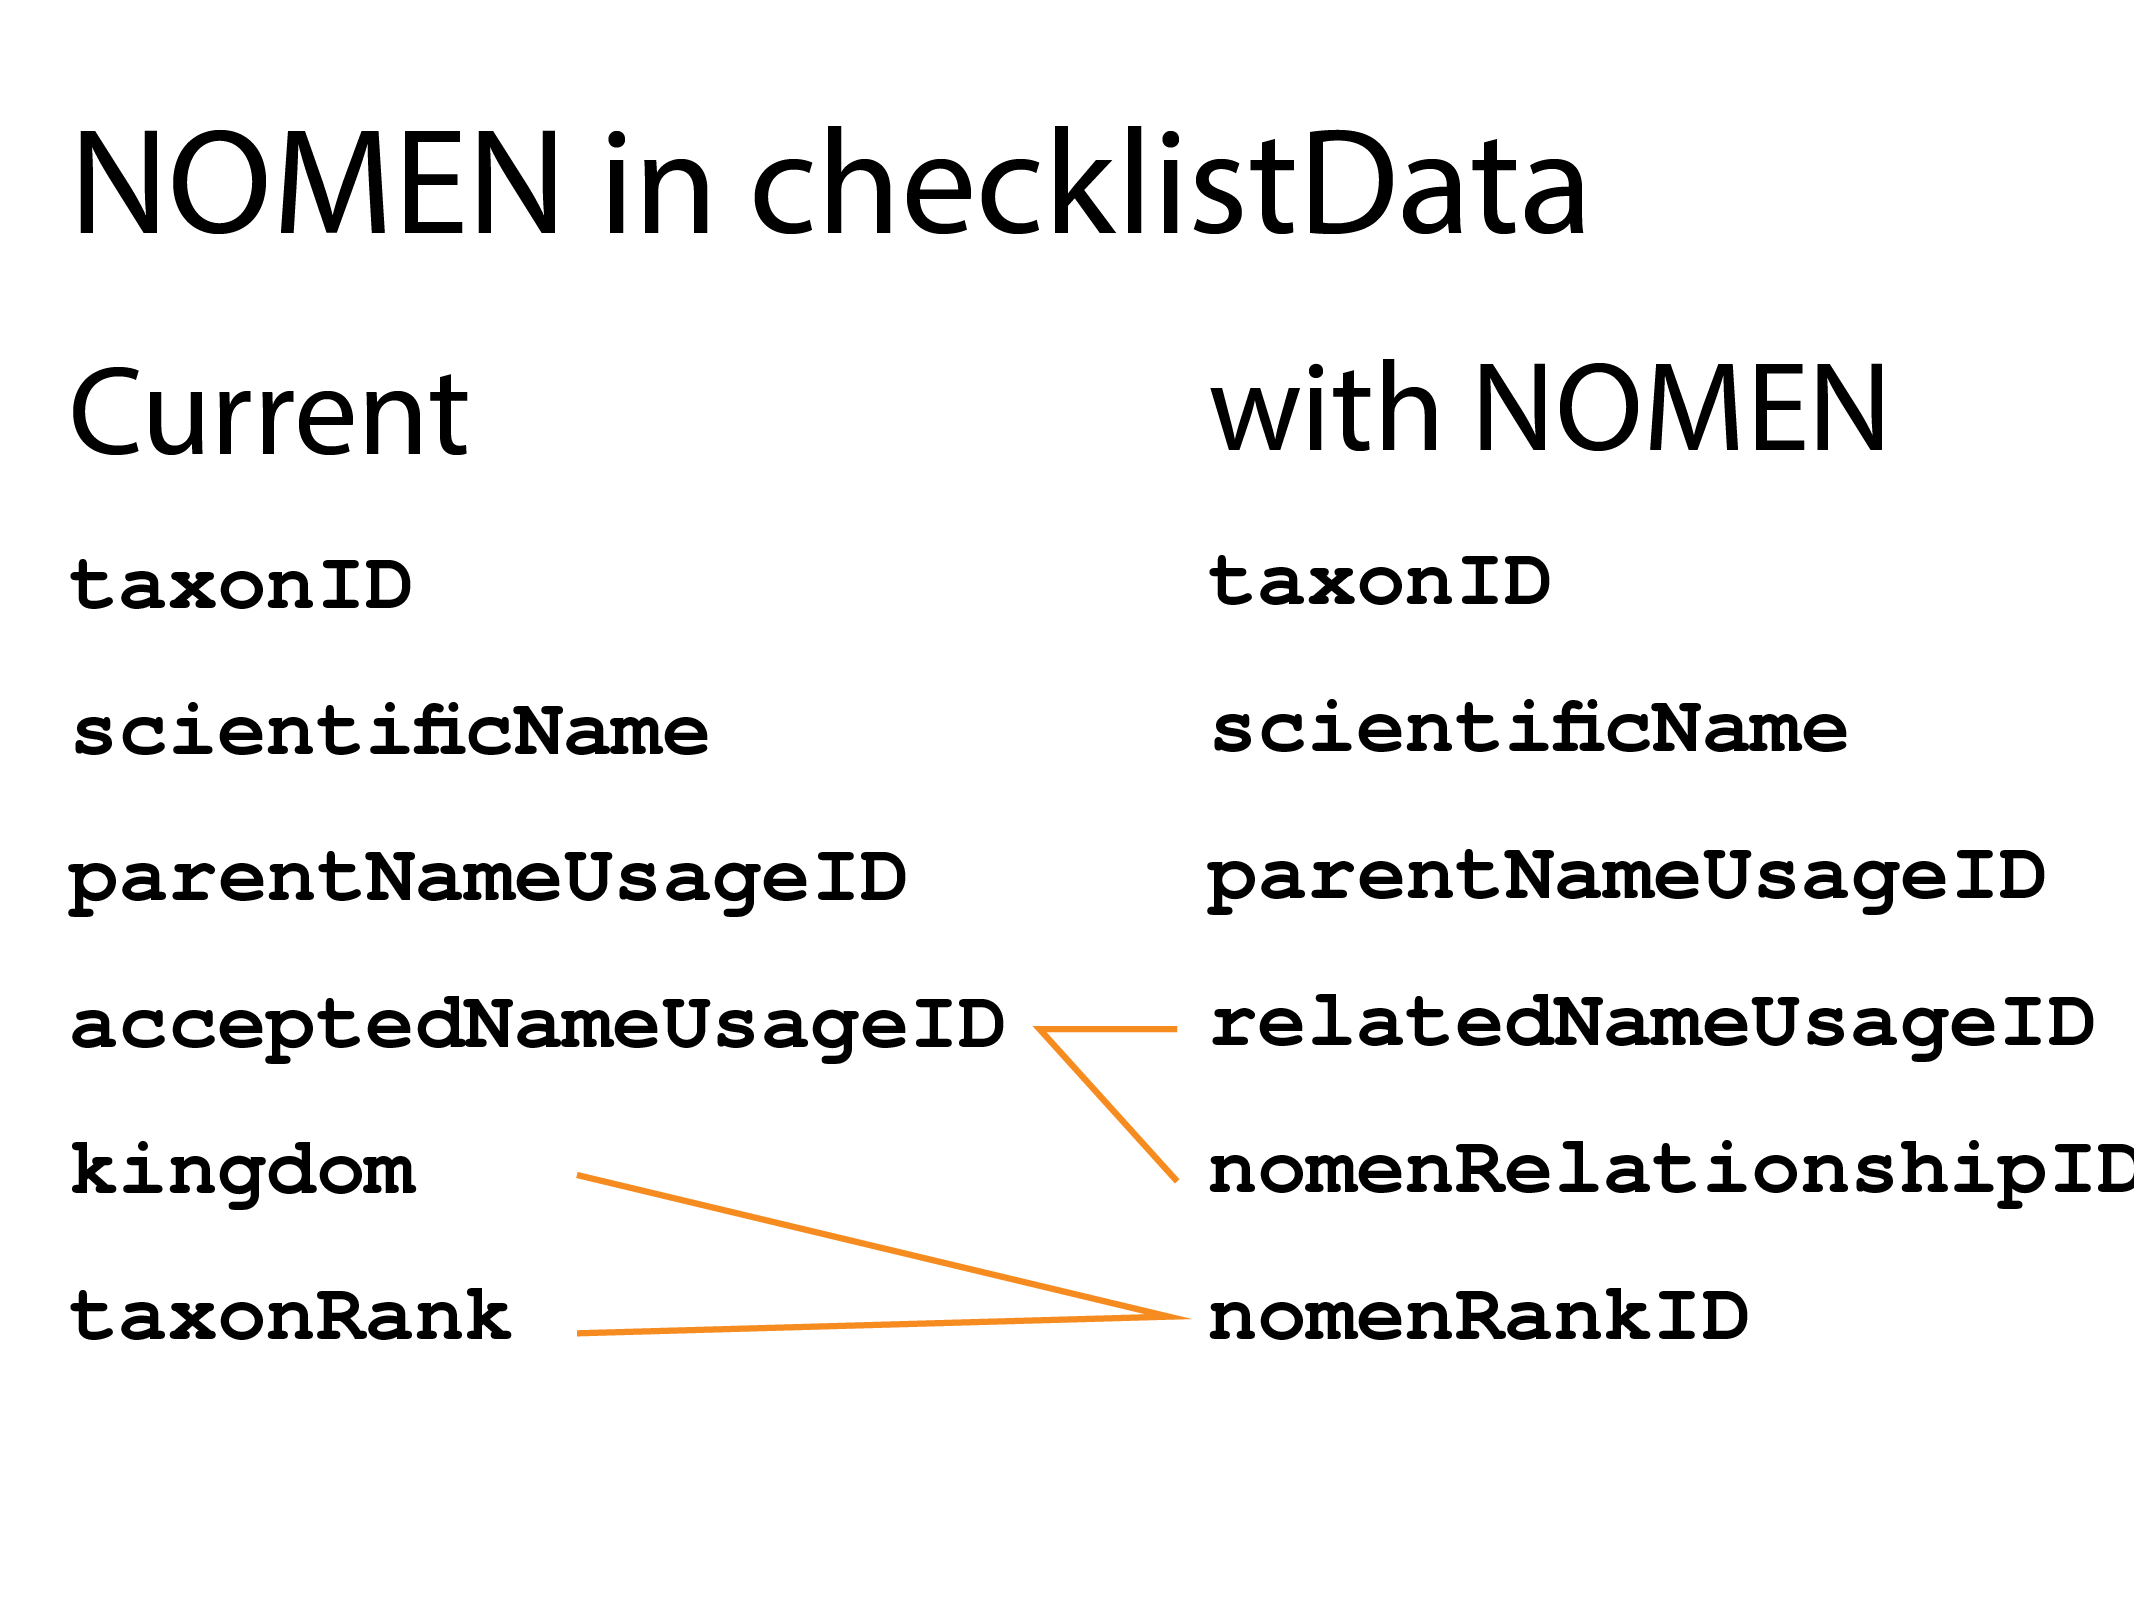 NOMEN in checklistData
Current
taxonID
scientificName
parentNameUsageID
acceptedNameUsageID
kingdom
taxonRank
with NOMEN
taxonID
scientificName
parentNameUsageID
relatedNameUsageID
nomenRelationshipID
nomenRankID